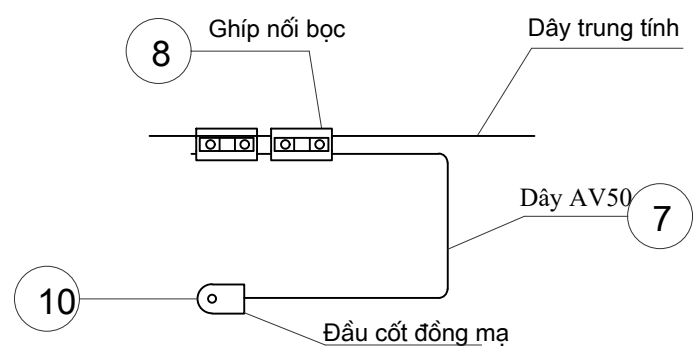 Ghíp nối bọc
Dây trung tính
8
Dây AV50
7
10
Đầu cốt đồng mạ